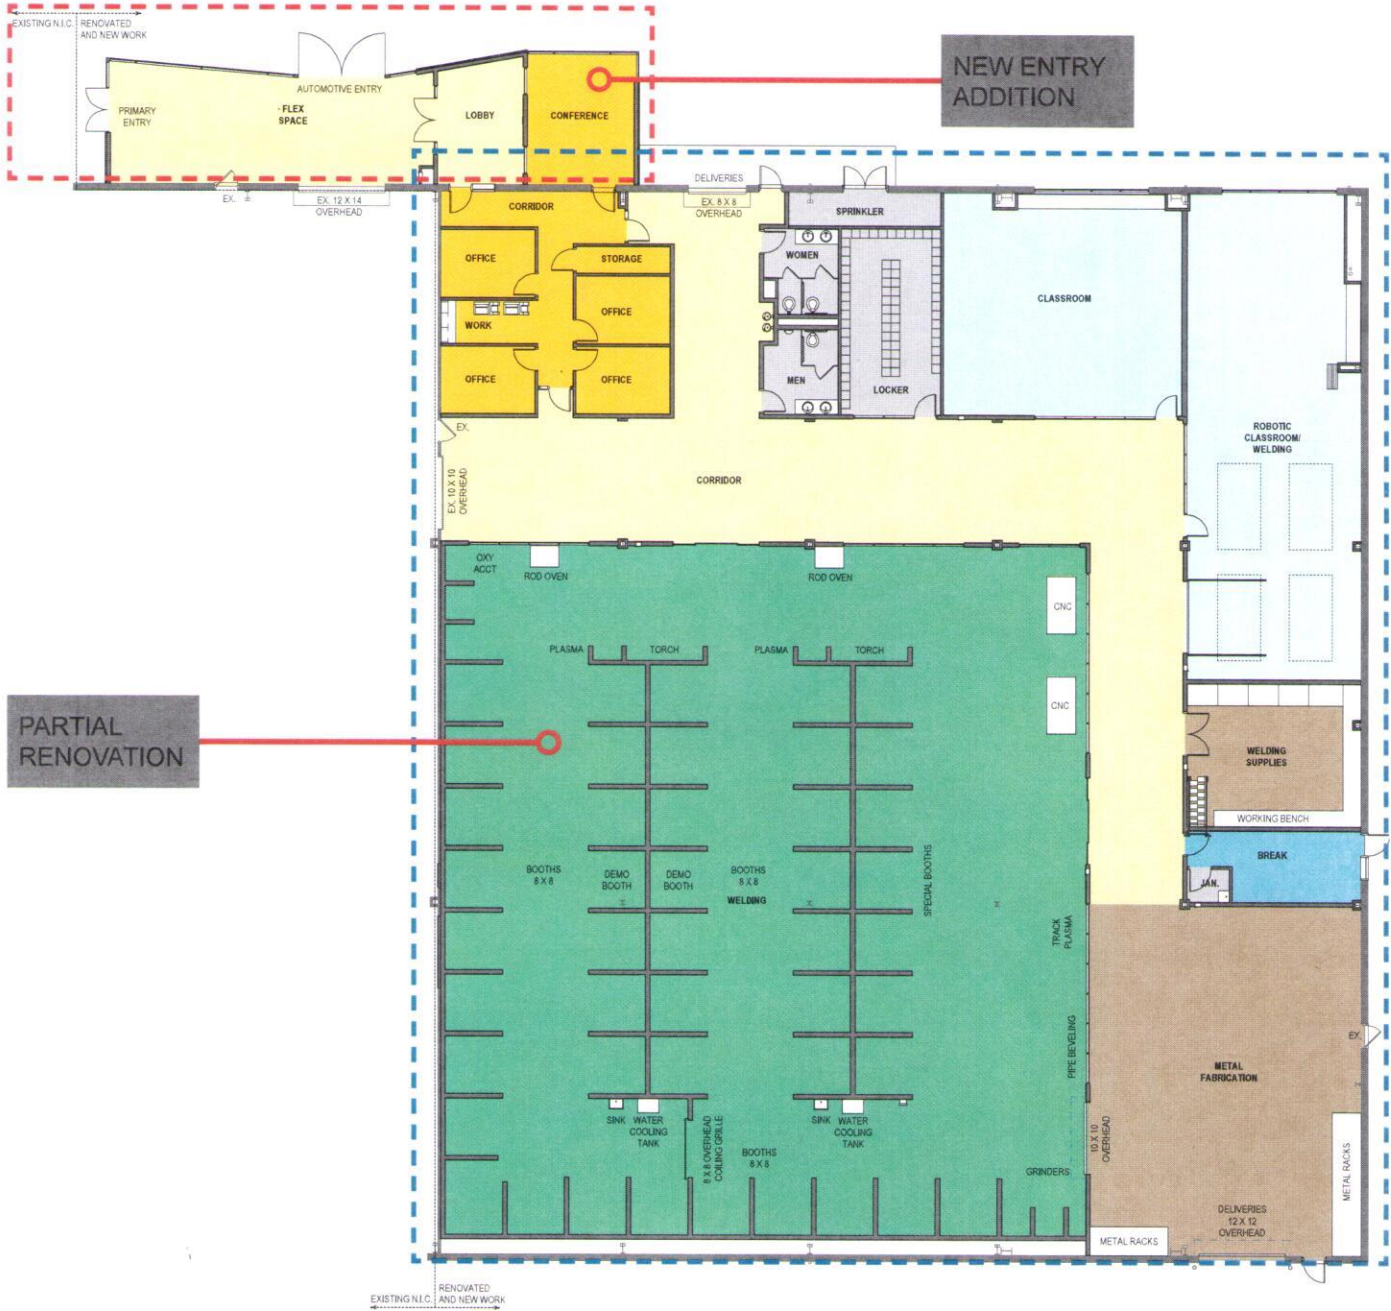 EXISTING N.I.C.
RENOVATED
AND NEW WORK
NEW ENTRY
ADDITION
AUTOMOTIVE ENTRY
PRIMARY
ENTRY
FLEX
SPACE
LOBBY
CONFERENCE
DELIVERIES
EX.
EX. 12 X 14
OVERHEAD
CORRIDOR
EX. 8 X 8
OVERHEAD
SPRINKLER
OFFICE
STORAGE
WOMEN
CLASSROOM
OFFICE
WORK
OFFICE
OFFICE
MEN
LOCKER
EX.
ROBOTIC
CLASSROOM/
WELDING
EX. 10 X 10
OVERHEAD
CORRIDOR
OXY
ACCT
ROD OVEN
ROD OVEN
CNC
PLASMA
TORCH
PLASMA
TORCH
CNC
PARTIAL
RENOVATION
WELDING
SUPPLIES
WORKING BENCH
BREAK
JAN.
BOOTHS
8 X 8
DEMO
BOOTH
DEMO
BOOTH
BOOTHS
8 X 8
WELDING
SPECIAL BOOTHS
TRACK
PLASMA
PIPE BEVELING
EX.
METAL
FABRICATION
SINK
WATER
COOLING
TANK
8 X 8 OVERHEAD
COILING GRILLE
SINK
WATER
COOLING
TANK
BOOTHS
8 X 8
10 X 10
OVERHEAD
GRINDERS
METAL RACKS
DELIVERIES
12 X 12
OVERHEAD
METAL RACKS
EXISTING N.I.C.
RENOVATED
AND NEW WORK